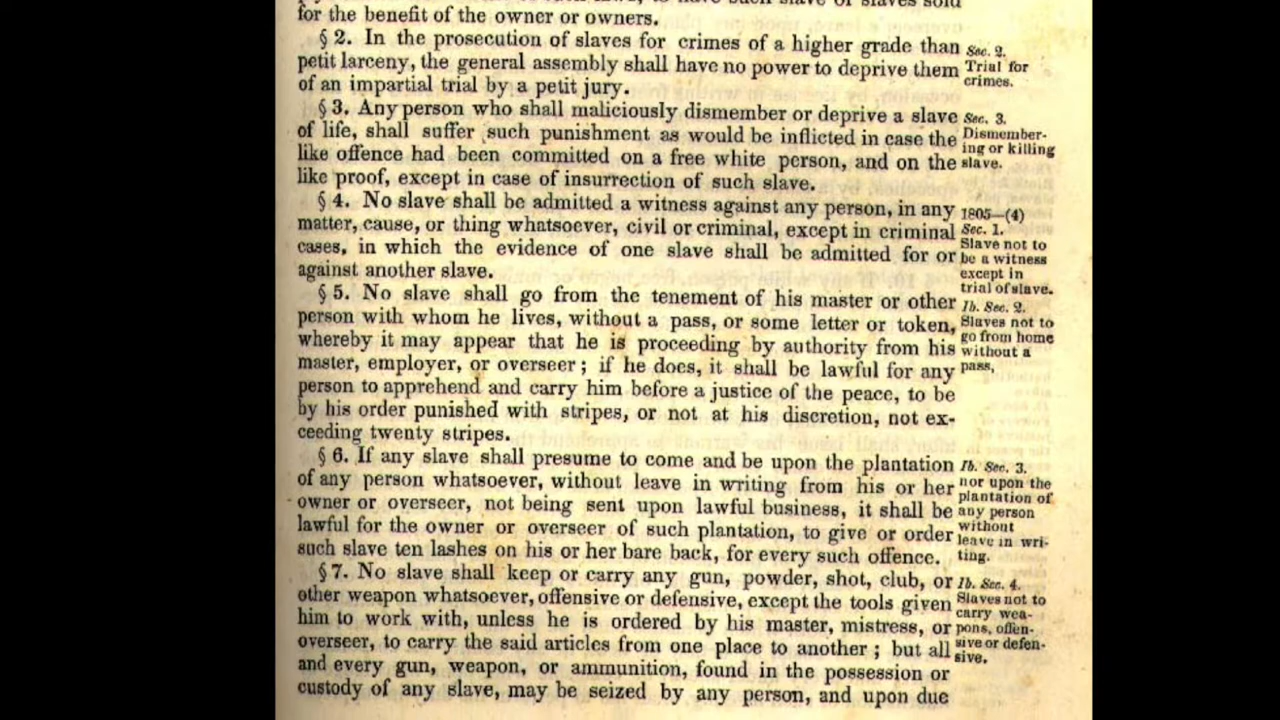 for the benefit of the owner or owners.
§ 2. In the prosecution of slaves for crimes of a higher grade than
petit larceny, the general assembly shall have no power to deprive them
of an impartial trial by a petit jury.
§ 3. Any person who shall maliciously dismember or deprive a slave
of life, shall suffer such punishment as would be inflicted in case the
like offence had been committed on a free white person, and on the
like proof, except in case of insurrection of such slave.
§ 4. No slave shall be admitted a witness against any person, in any
matter, cause, or thing whatsoever, civil or criminal, except in criminal
cases, in which the evidence of one slave shall be admitted for or
against another slave.
§ 5. No slave shall go from the tenement of his master or other
person with whom he lives, without a pass, or some letter or token,
whereby it may appear that he is proceeding by authority from his
master, employer, or overseer; if he does, it shall be lawful for any
person to apprehend and carry him before a justice of the peace, to be
by his order punished with stripes, or not at his discretion, not ex-
ceeding twenty stripes.
§ 6. If any slave shall presume to come and be upon the plantation
of any person whatsoever, without leave in writing from his or her
owner or overseer, not being sent upon lawful business, it shall be
lawful for the owner or overseer of such plantation, to give or order
such slave ten lashes on his or her bare back, for every such offence.
§ 7. No slave shall keep or carry any gun, powder, shot, club, or
other weapon whatsoever, offensive or defensive, except the tools given
him to work with, unless he is ordered by his master, mistress, or
overseer, to carry the said articles from one place to another; but all
and every gun, weapon, or ammunition, found in the possession or
custody of any slave, may be seized by any person, and upon due
Sec. 2.
Trial for
crimes.
Sec. 3.
Dismember-
ing or killing
slave.
1805—(4)
Sec. 1.
Slave not to
be a witness
except in
trial of slave.
Ib. Sec. 2.
Slaves not to
go from home
without a
pass,
Ib. Sec. 3.
nor upon the
plantation of
any person
without
leave in wri-
ting.
Ib. Sec. 4.
Slaves not to
carry wea-
pons, offen-
sive or defen-
sive.